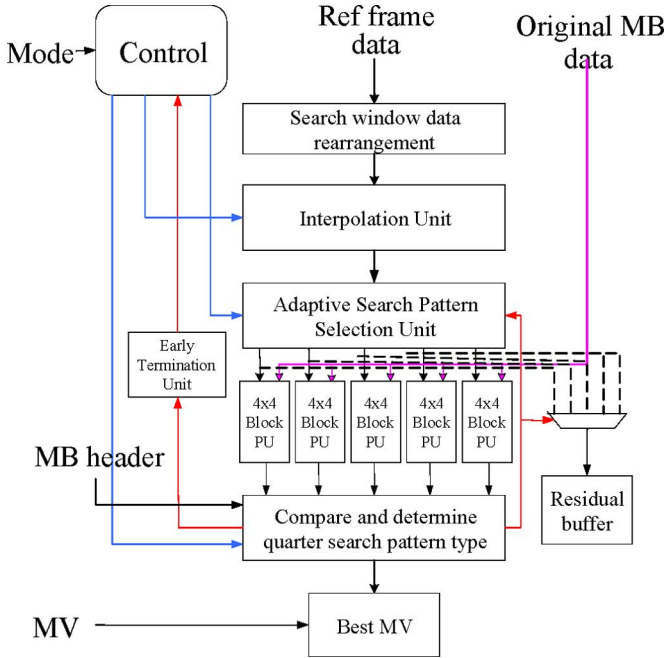 Ref frame
data
Original MB
data
Mode
Control
Search window data
rearrangement
Interpolation Unit
Adaptive Search Pattern
Selection Unit
Early
Termination
Unit
4x4
Block
PU
4x4
Block
PU
4x4
Block
PU
4x4
Block
PU
4x4
Block
PU
MB header
Compare and determine
quarter search pattern type
Residual
buffer
MV
Best MV